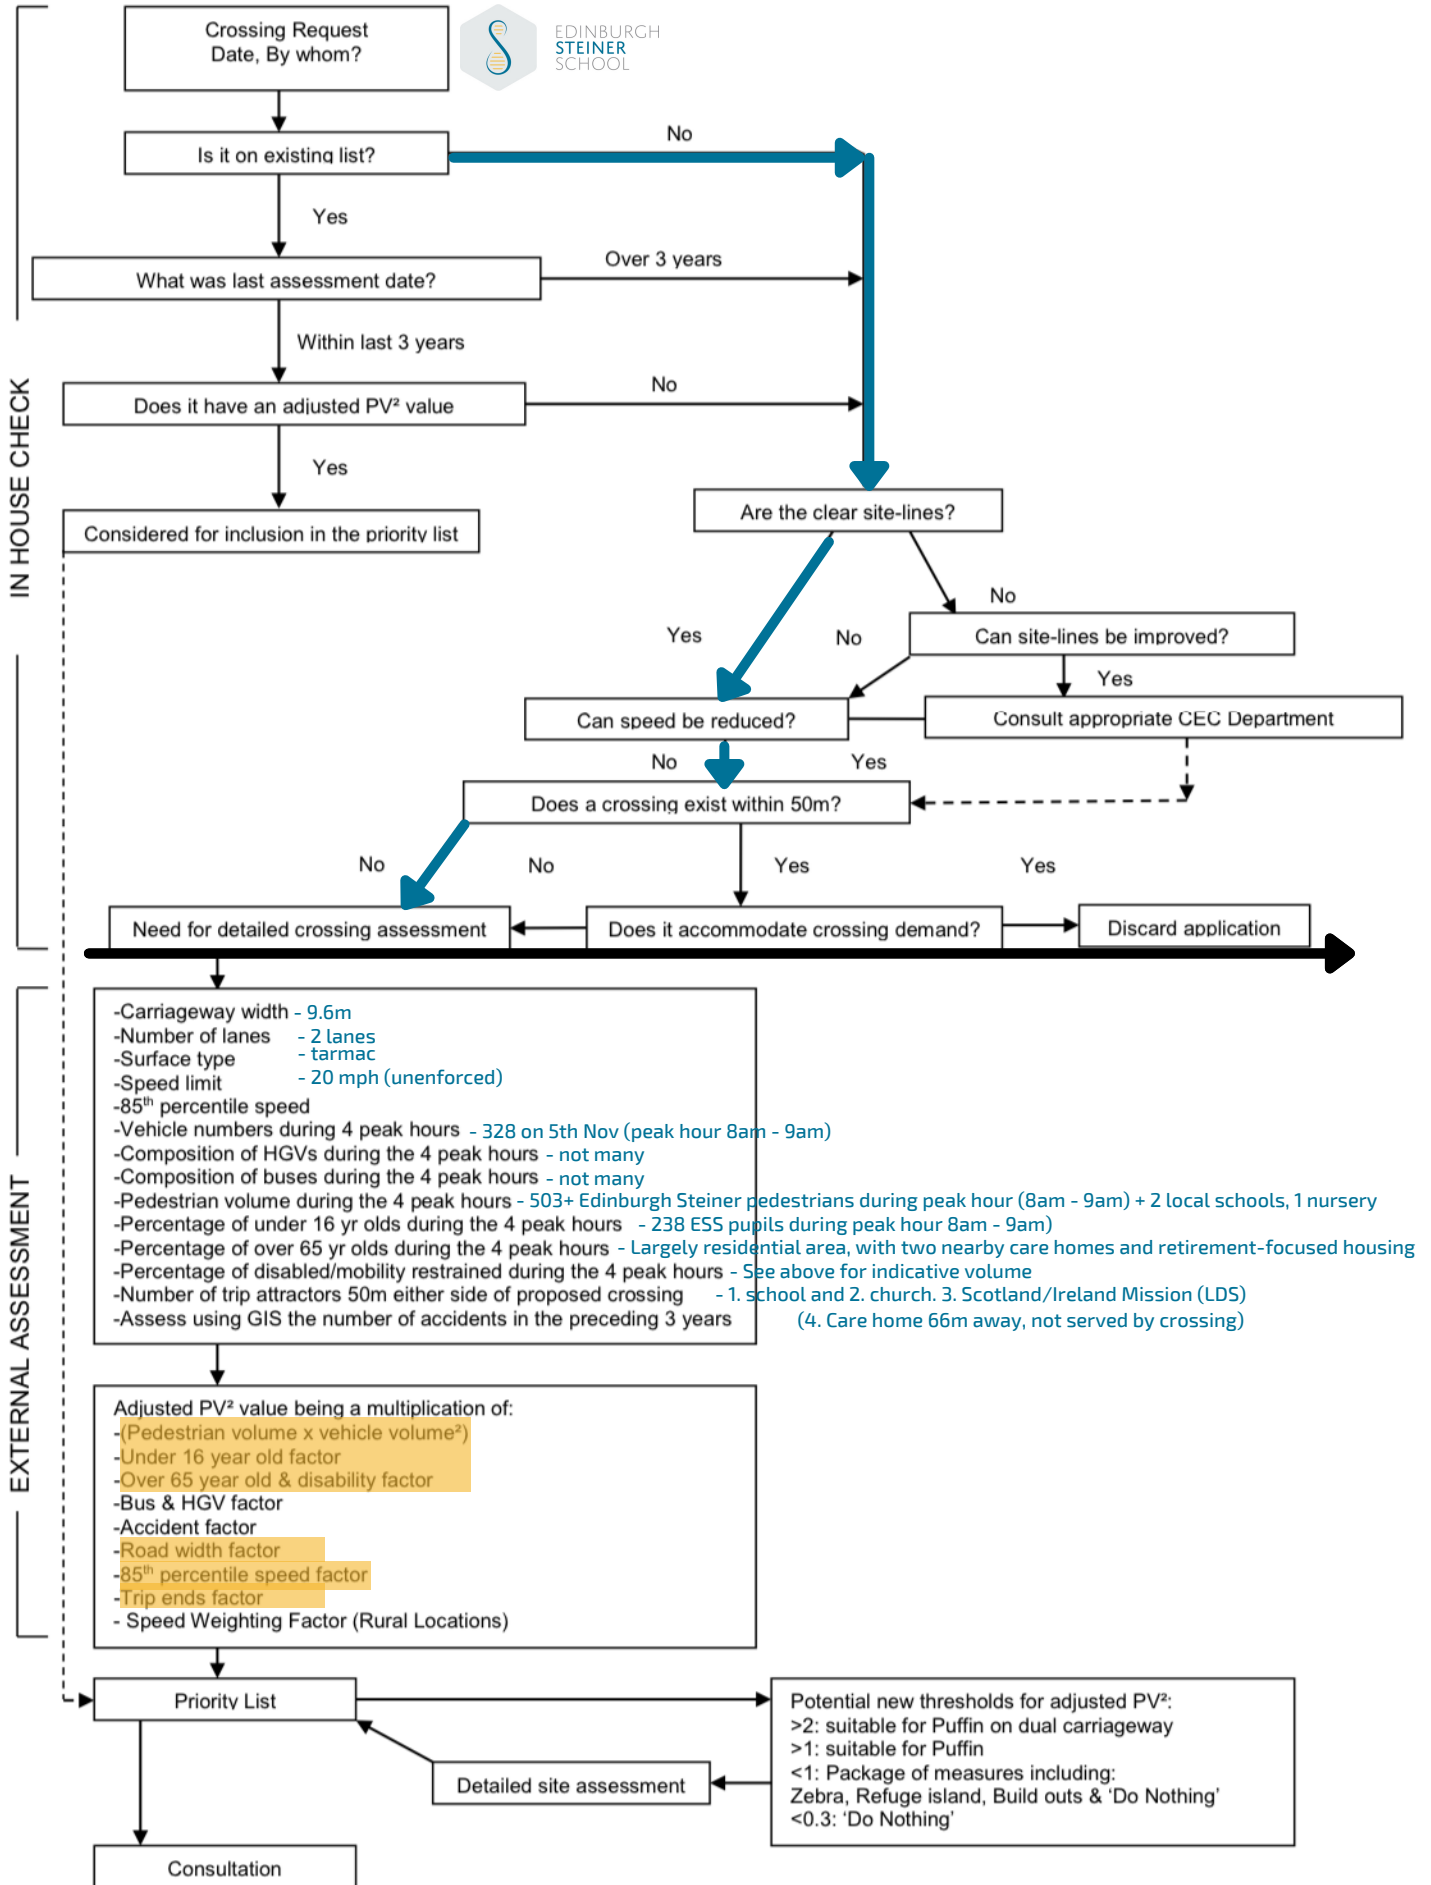 Crossing Request
Date, By whom?
EDINBURGH
STEINER
SCHOOL
No
Is it on existing list?
Yes
Over 3 years
What was last assessment date?
Within last 3 years
No
Does it have an adjusted PV² value
Yes
Are the clear site-lines?
Considered for inclusion in the priority list
No
Yes
No
Can site-lines be improved?
Yes
Can speed be reduced?
Consult appropriate CEC Department
No
Yes
Does a crossing exist within 50m?
No
No
Yes
Yes
Need for detailed crossing assessment
Does it accommodate crossing demand?
Discard application
IN HOUSE CHECK
EXTERNAL ASSESSMENT
-Carriageway width - 9.6m
-Number of lanes - 2 lanes
-Surface type - tarmac
-Speed limit - 20 mph (unenforced)
-85th percentile speed
-Vehicle numbers during 4 peak hours - 328 on 5th Nov (peak hour 8am - 9am)
-Composition of HGVs during the 4 peak hours - not many
-Composition of buses during the 4 peak hours - not many
-Pedestrian volume during the 4 peak hours - 503+ Edinburgh Steiner pedestrians during peak hour (8am - 9am) + 2 local schools, 1 nursery
-Percentage of under 16 yr olds during the 4 peak hours - 238 ESS pupils during peak hour 8am - 9am)
-Percentage of over 65 yr olds during the 4 peak hours - Largely residential area, with two nearby care homes and retirement-focused housing
-Percentage of disabled/mobility restrained during the 4 peak hours - See above for indicative volume
-Number of trip attractors 50m either side of proposed crossing - 1. school and 2. church. 3. Scotland/Ireland Mission (LDS)
-Assess using GIS the number of accidents in the preceding 3 years (4. Care home 66m away, not served by crossing)
Adjusted PV² value being a multiplication of:
-(Pedestrian volume x vehicle volume²)
-Under 16 year old factor
-Over 65 year old & disability factor
-Bus & HGV factor
-Accident factor
-Road width factor
-85th percentile speed factor
-Trip ends factor
- Speed Weighting Factor (Rural Locations)
Priority List
Potential new thresholds for adjusted PV²:
>2: suitable for Puffin on dual carriageway
>1: suitable for Puffin
<1: Package of measures including:
Zebra, Refuge island, Build outs & 'Do Nothing'
<0.3: 'Do Nothing'
Detailed site assessment
Consultation